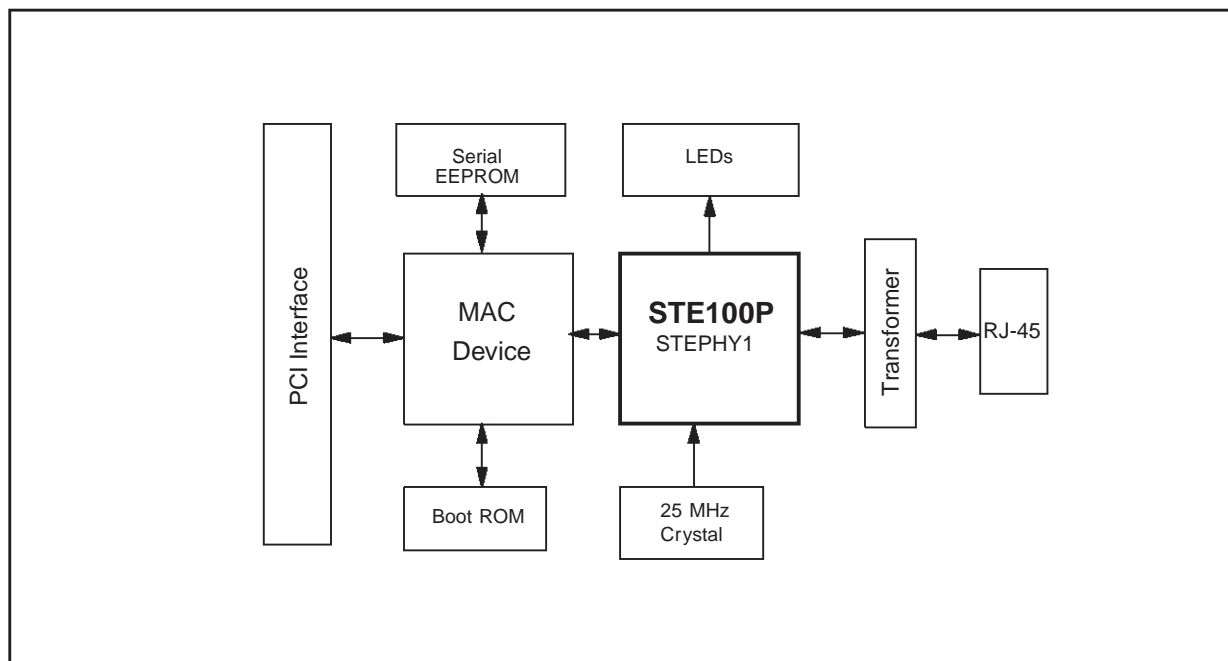 PCI Interface
Serial
EEPROM
MAC
Device
Boot ROM
LEDs
STE100P
STEPHY1
25 MHz
Crystal
Transformer
RJ-45